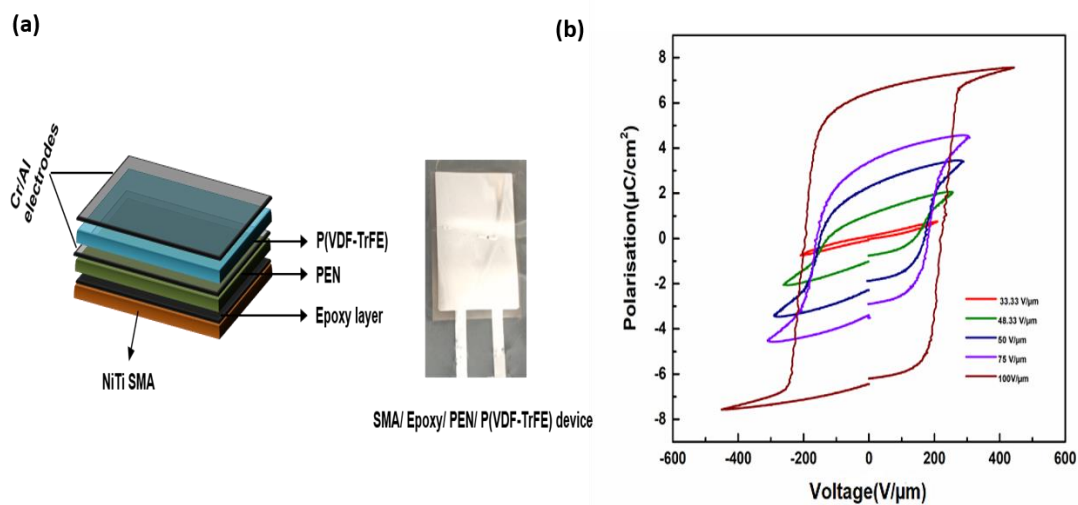 (a)
Cr/Al
electrodes
P(VDF-TrFE)
PEN
Epoxy layer
NiTi SMA
SMA/ Epoxy/ PEN/ P(VDF-TrFE) device
(b)
Polarisation(µC/cm²)
8
6
4
2
0
-2
-4
-6
-8
33.33 V/µm
48.33 V/µm
50 V/µm
75 V/µm
100V/µm
-600 -400 -200 0 200 400 600
Voltage(V/µm)